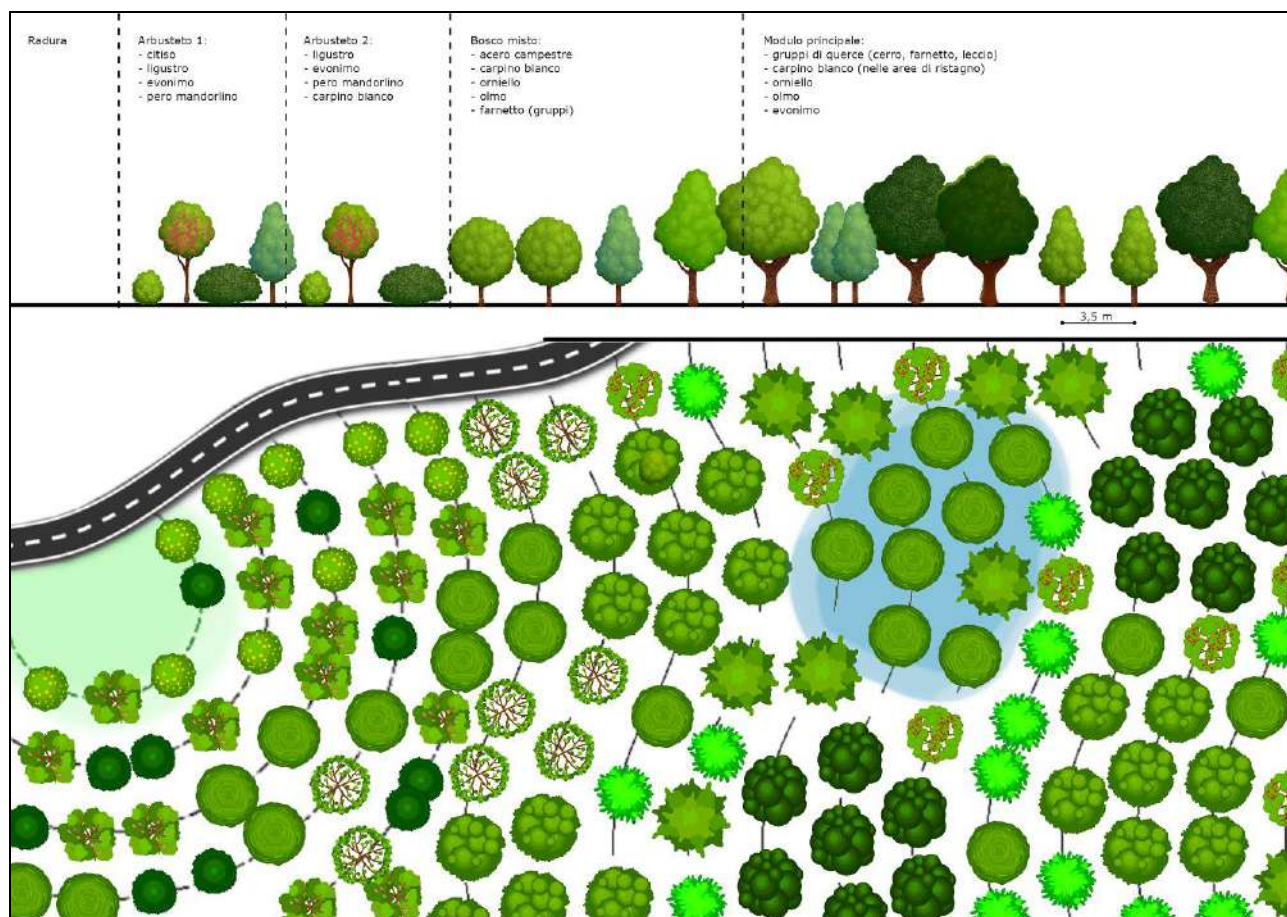 Radura
Arbusteto 1:
- citiso
- ligustro
- evonimo
- pero mandorlino
Arbusteto 2:
- ligustro
- evonimo
- pero mandorlino
- carpino bianco
Bosco misto:
- acero campestre
- carpino bianco
- orniello
- olmo
- farnetto (gruppi)
Modulo principale:
- gruppi di querce (cerro, farnetto, leccio)
- carpino bianco (nelle aree di ristagno)
- orniello
- olmo
- evonimo
3,5 m